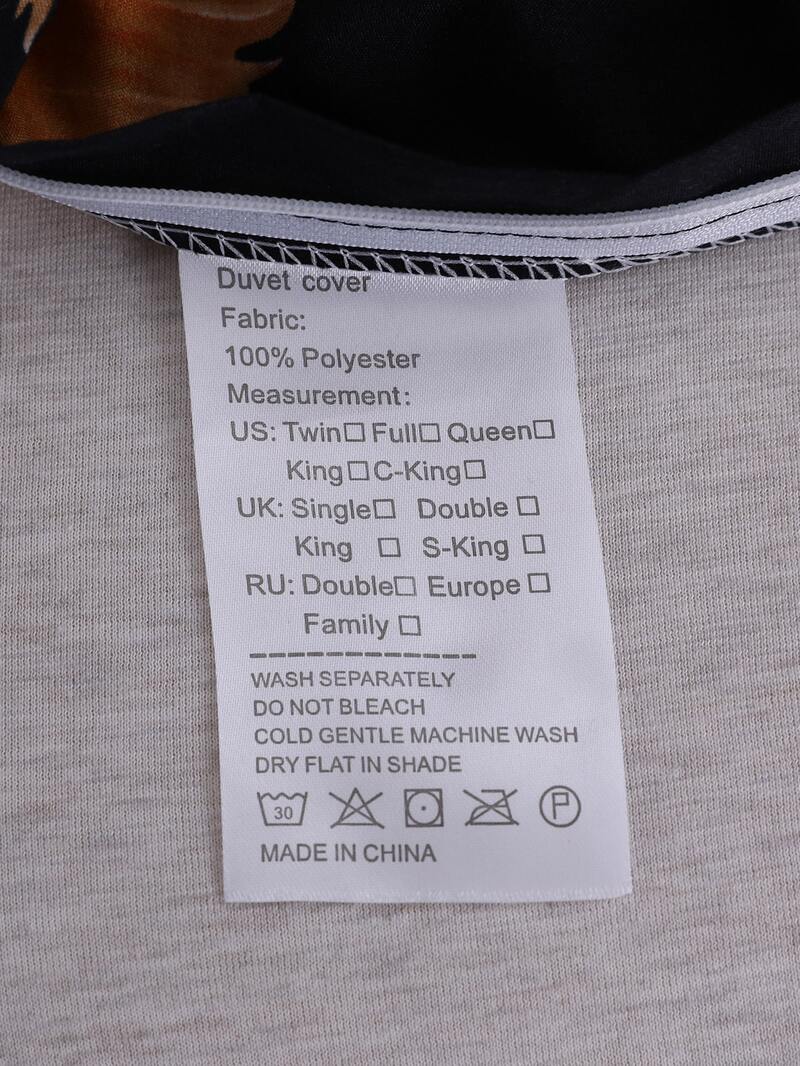 Duvet cover
Fabric:
100% Polyester
Measurement:
US: Twin☐ Full☐ Queen☐
King☐ C-King☐
UK: Single☐ Double ☐
King ☐ S-King ☐
RU: Double☐ Europe ☐
Family ☐
WASH SEPARATELY
DO NOT BLEACH
COLD GENTLE MACHINE WASH
DRY FLAT IN SHADE
30 P
MADE IN CHINA